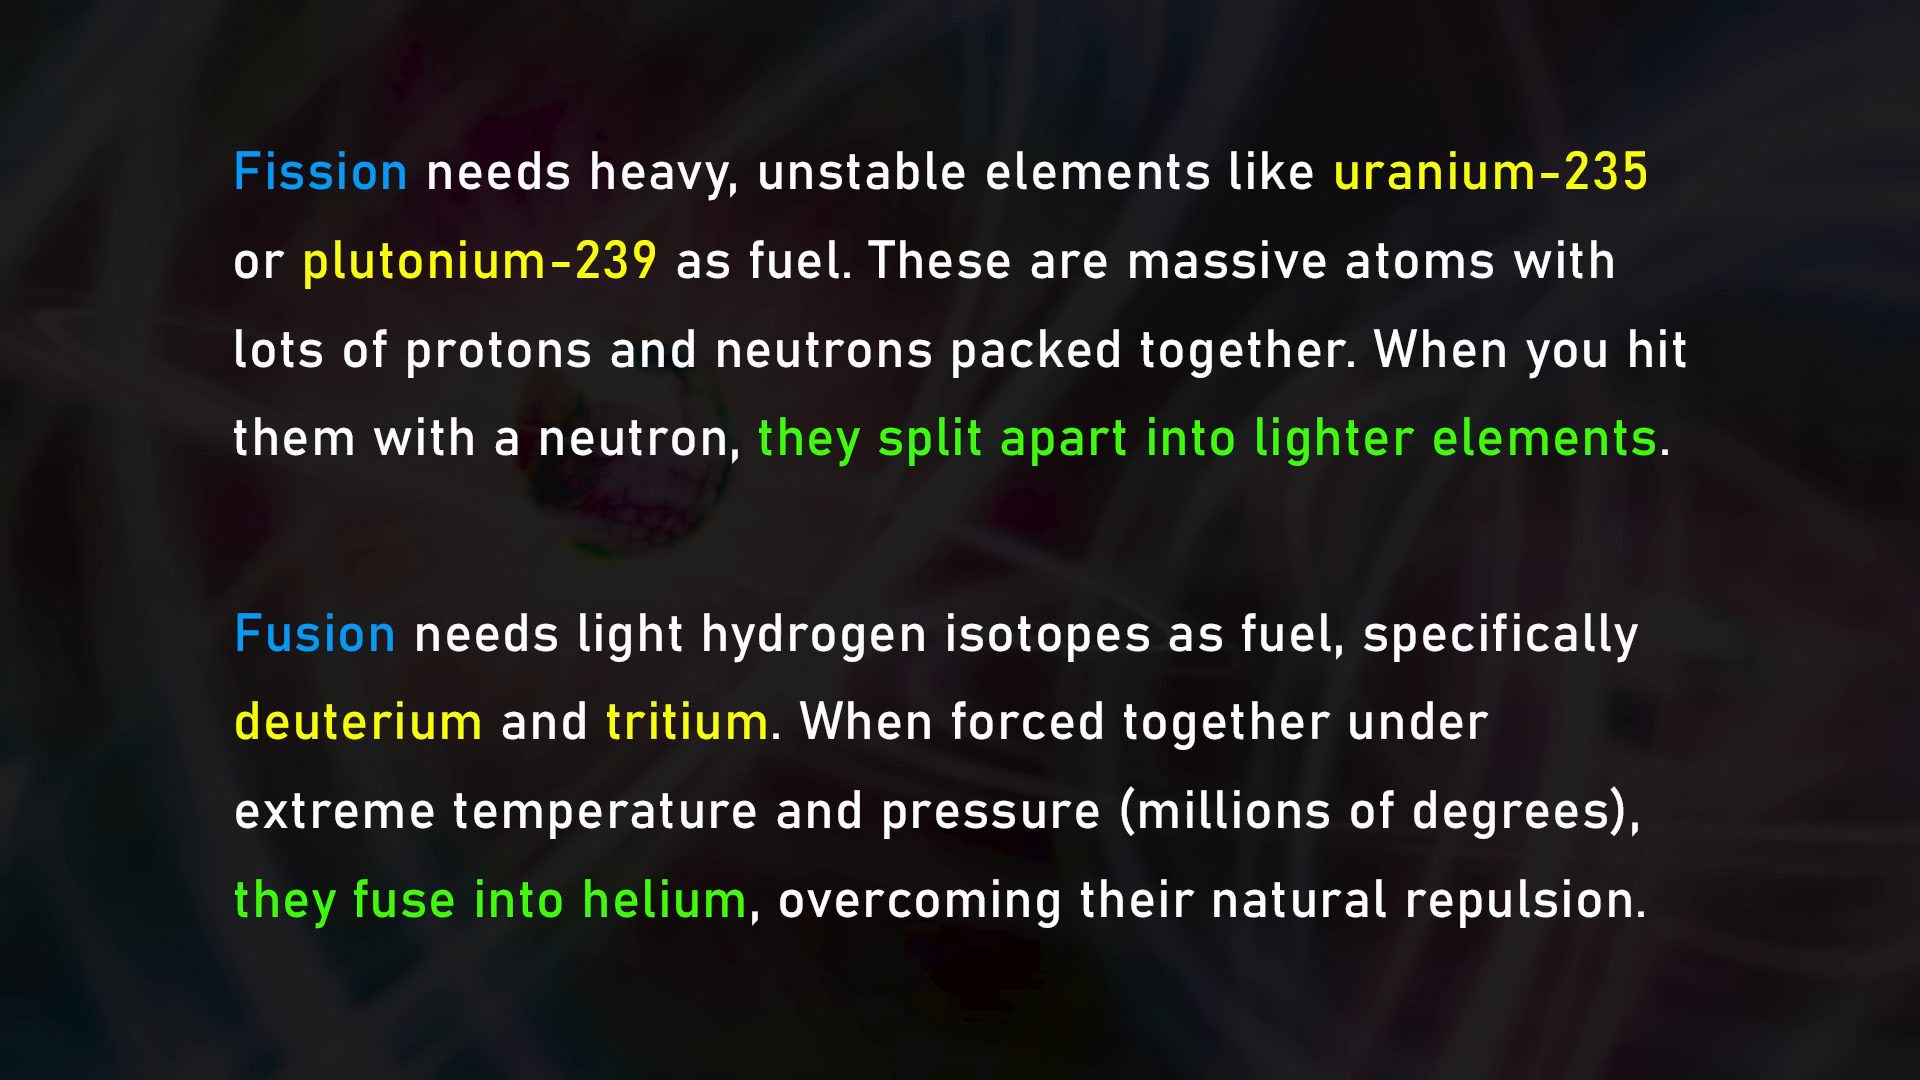 Fission needs heavy, unstable elements like uranium-235
or plutonium-239 as fuel. These are massive atoms with
lots of protons and neutrons packed together. When you hit
them with a neutron, they split apart into lighter elements.
Fusion needs light hydrogen isotopes as fuel, specifically
deuterium and tritium. When forced together under
extreme temperature and pressure (millions of degrees),
they fuse into helium, overcoming their natural repulsion.